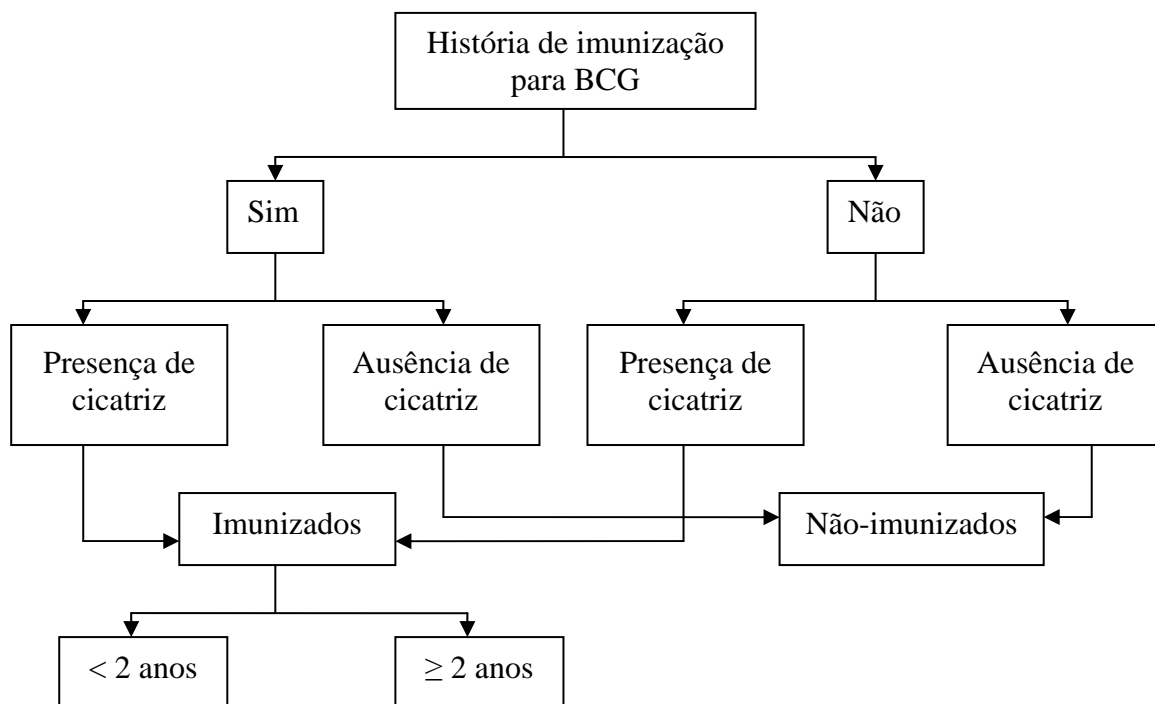 História de imunização
para BCG
Sim
Não
Presença de
cicatriz
Ausência de
cicatriz
Presença de
cicatriz
Ausência de
cicatriz
Imunizados
Não-imunizados
< 2 anos
≥ 2 anos